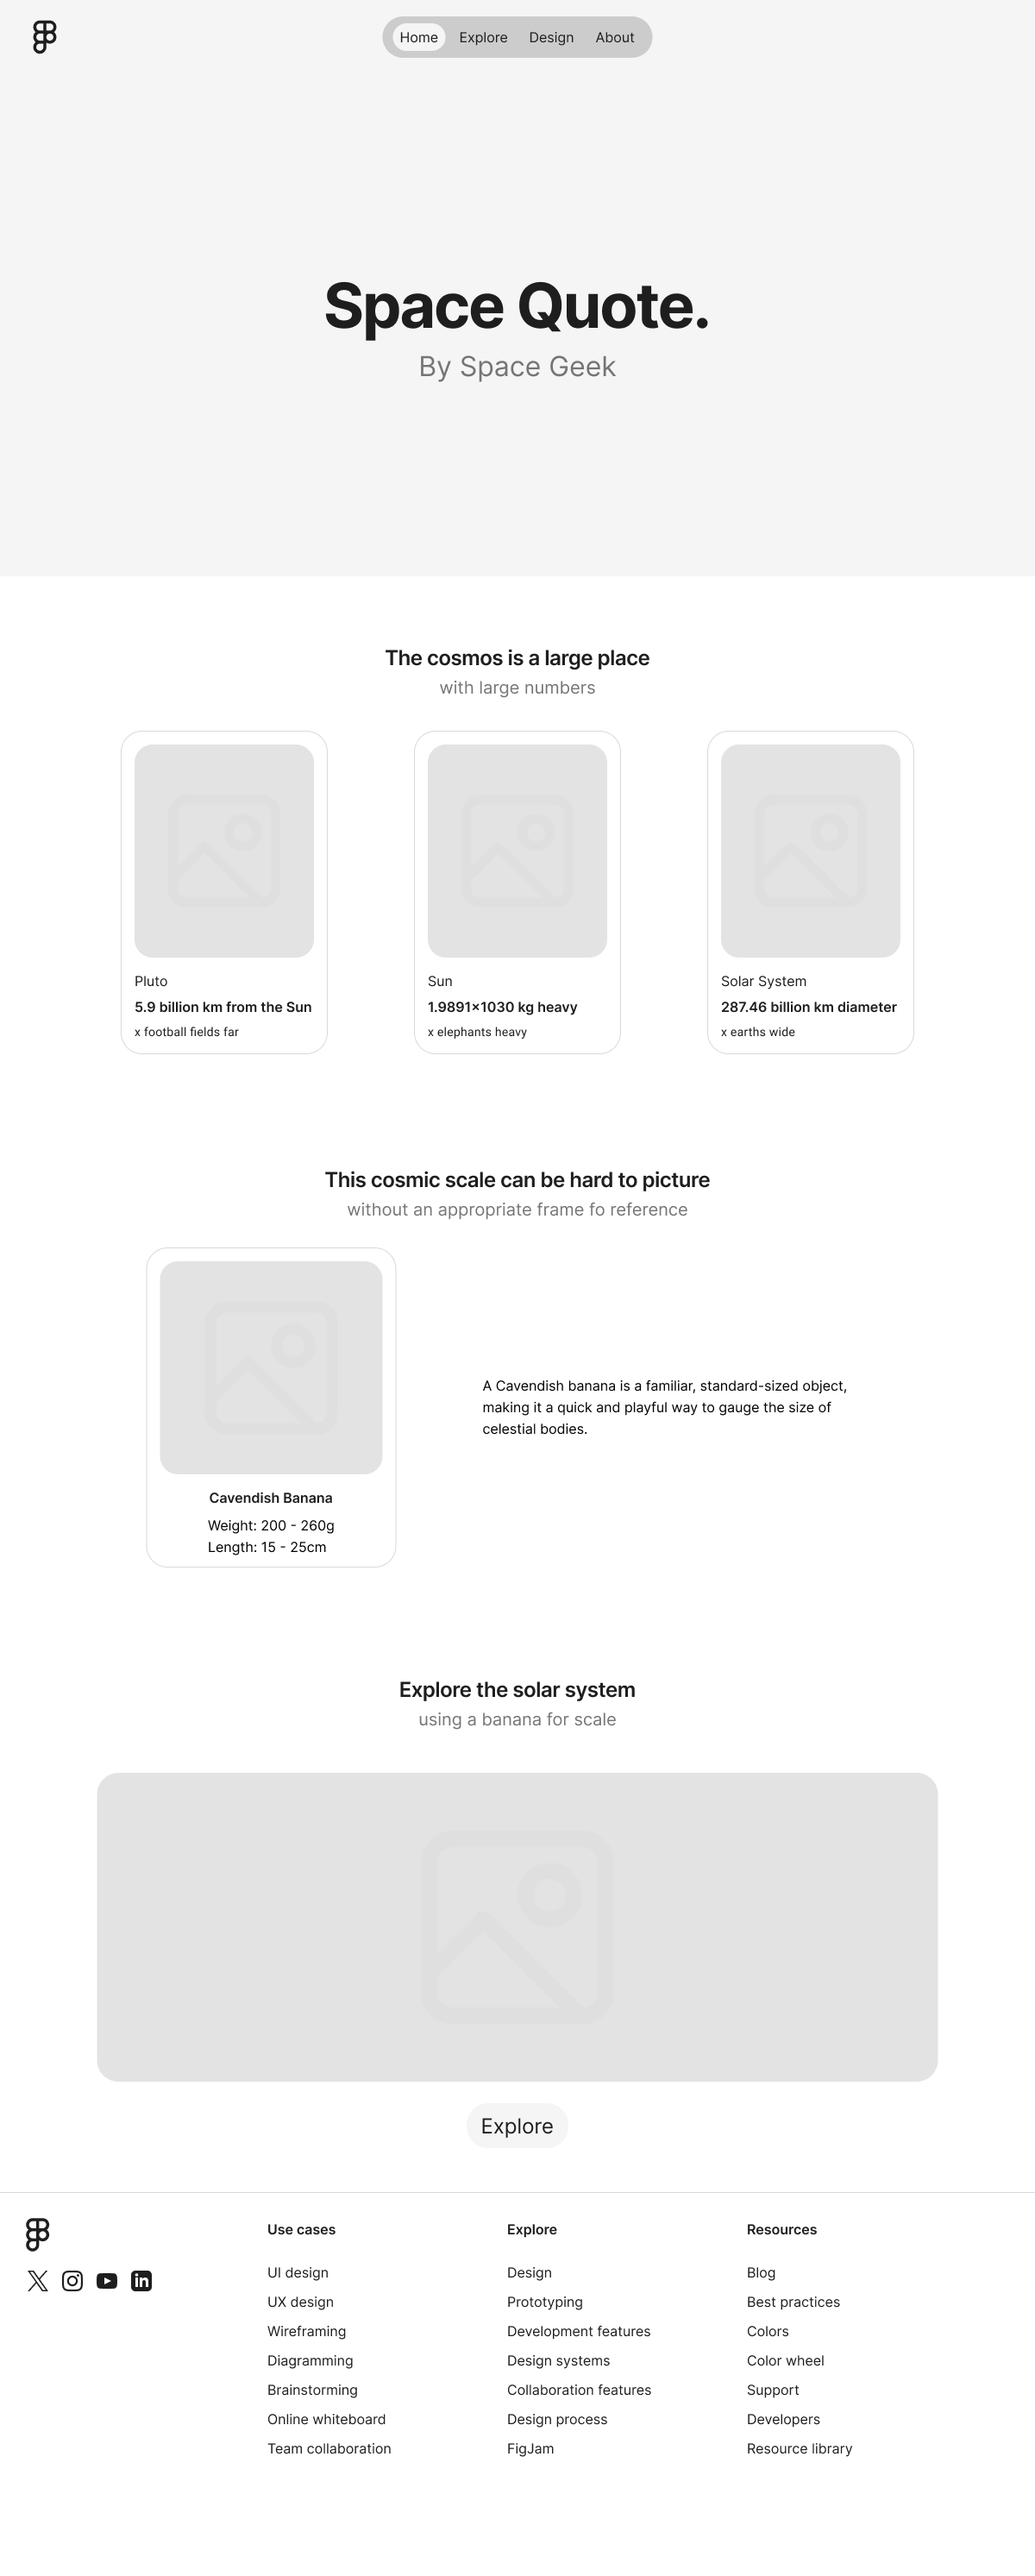 Home Explore Design About
Space Quote.
By Space Geek
The cosmos is a large place
with large numbers
Pluto
5.9 billion km from the Sun
x football fields far
Sun
1.9891×1030 kg heavy
x elephants heavy
Solar System
287.46 billion km diameter
x earths wide
This cosmic scale can be hard to picture
without an appropriate frame fo reference
Cavendish Banana
Weight: 200 - 260g
Length: 15 - 25cm
A Cavendish banana is a familiar, standard-sized object,
making it a quick and playful way to gauge the size of
celestial bodies.
Explore the solar system
using a banana for scale
Explore
Use cases
UI design
UX design
Wireframing
Diagramming
Brainstorming
Online whiteboard
Team collaboration
Explore
Design
Prototyping
Development features
Design systems
Collaboration features
Design process
FigJam
Resources
Blog
Best practices
Colors
Color wheel
Support
Developers
Resource library